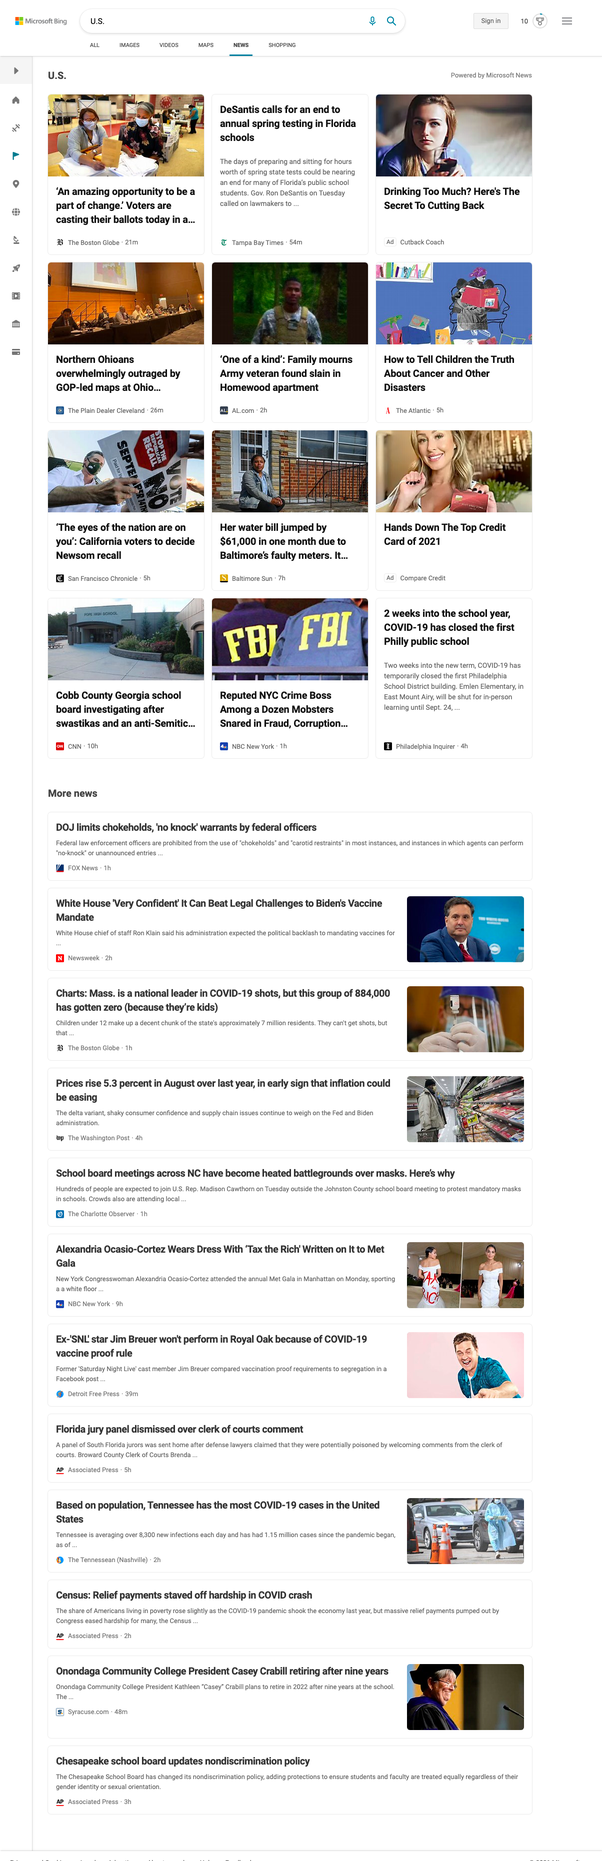 Microsoft Bing
U.S.
Sign in
10
ALL IMAGES VIDEOS MAPS NEWS SHOPPING
U.S.
Powered by Microsoft News
'An amazing opportunity to be a
part of change.' Voters are
casting their ballots today in a...
The Boston Globe · 21m
DeSantis calls for an end to
annual spring testing in Florida
schools
The days of preparing and sitting for hours
worth of spring state tests could be nearing
an end for many of Florida's public school
students. Gov. Ron DeSantis on Tuesday
called on lawmakers to ...
Tampa Bay Times · 54m
Drinking Too Much? Here's The
Secret To Cutting Back
Ad Cutback Coach
Northern Ohioans
overwhelmingly outraged by
GOP-led maps at Ohio...
The Plain Dealer Cleveland · 26m
'One of a kind': Family mourns
Army veteran found slain in
Homewood apartment
AL.com · 2h
How to Tell Children the Truth
About Cancer and Other
Disasters
The Atlantic · 5h
STOP THE
REPUBLICAN
RECALL
VOTE
NO
SEPTEMBER
'The eyes of the nation are on
you': California voters to decide
Newsom recall
San Francisco Chronicle · 5h
Her water bill jumped by
$61,000 in one month due to
Baltimore's faulty meters. It...
Baltimore Sun · 7h
Hands Down The Top Credit
Card of 2021
Ad Compare Credit
Cobb County Georgia school
board investigating after
swastikas and an anti-Semitic...
CNN · 10h
FBI
FBI
Reputed NYC Crime Boss
Among a Dozen Mobsters
Snared in Fraud, Corruption...
NBC New York · 1h
2 weeks into the school year,
COVID-19 has closed the first
Philly public school
Two weeks into the new term, COVID-19 has
temporarily closed the first Philadelphia
School District building. Emlen Elementary, in
East Mount Airy, will be shut for in-person
learning until Sept. 24, ...
Philadelphia Inquirer · 4h
More news
DOJ limits chokeholds, 'no knock' warrants by federal officers
Federal law enforcement officers are prohibited from the use of "chokeholds" and "carotid restraints" in most instances, and instances in which agents can perform
"no-knock" or unannounced entries ...
FOX News · 1h
White House 'Very Confident' It Can Beat Legal Challenges to Biden's Vaccine
Mandate
White House chief of staff Ron Klain said his administration expected the political backlash to mandating vaccines for
...
Newsweek · 2h
Charts: Mass. is a national leader in COVID-19 shots, but this group of 884,000
has gotten zero (because they're kids)
Children under 12 make up a decent chunk of the state's approximately 7 million residents. They can't get shots, but
that ...
The Boston Globe · 1h
Prices rise 5.3 percent in August over last year, in early sign that inflation could
be easing
The delta variant, shaky consumer confidence and supply chain issues continue to weigh on the Fed and Biden
administration.
The Washington Post · 4h
School board meetings across NC have become heated battlegrounds over masks. Here's why
Hundreds of people are expected to join U.S. Rep. Madison Cawthorn on Tuesday outside the Johnston County school board meeting to protest mandatory masks
in schools. Crowds also are attending local ...
The Charlotte Observer · 1h
Alexandria Ocasio-Cortez Wears Dress With 'Tax the Rich' Written on It to Met
Gala
New York Congresswoman Alexandria Ocasio-Cortez attended the annual Met Gala in Manhattan on Monday, sporting
a a white floor ...
NBC New York · 9h
Ex-'SNL' star Jim Breuer won't perform in Royal Oak because of COVID-19
vaccine proof rule
Former 'Saturday Night Live' cast member Jim Breuer compared vaccination proof requirements to segregation in a
Facebook post ...
Detroit Free Press · 39m
Florida jury panel dismissed over clerk of courts comment
A panel of South Florida jurors was sent home after defense lawyers claimed that they were potentially poisoned by welcoming comments from the clerk of
courts. Broward County Clerk of Courts Brenda ...
AP Associated Press · 5h
Based on population, Tennessee has the most COVID-19 cases in the United
States
Tennessee is averaging over 8,300 new infections each day and has had 1.15 million cases since the pandemic began,
as of ...
The Tennessean (Nashville) · 2h
Census: Relief payments staved off hardship in COVID crash
The share of Americans living in poverty rose slightly as the COVID-19 pandemic shook the economy last year, but massive relief payments pumped out by
Congress eased hardship for many, the Census ...
AP Associated Press · 2h
Onondaga Community College President Casey Crabill retiring after nine years
Onondaga Community College President Kathleen "Casey" Crabill plans to retire in 2022 after nine years at the school.
The ...
Syracuse.com · 48m
Chesapeake school board updates nondiscrimination policy
The Chesapeake School Board has changed its nondiscrimination policy, adding protections to ensure students and faculty are treated equally regardless of their
gender identity or sexual orientation.
AP Associated Press · 3h